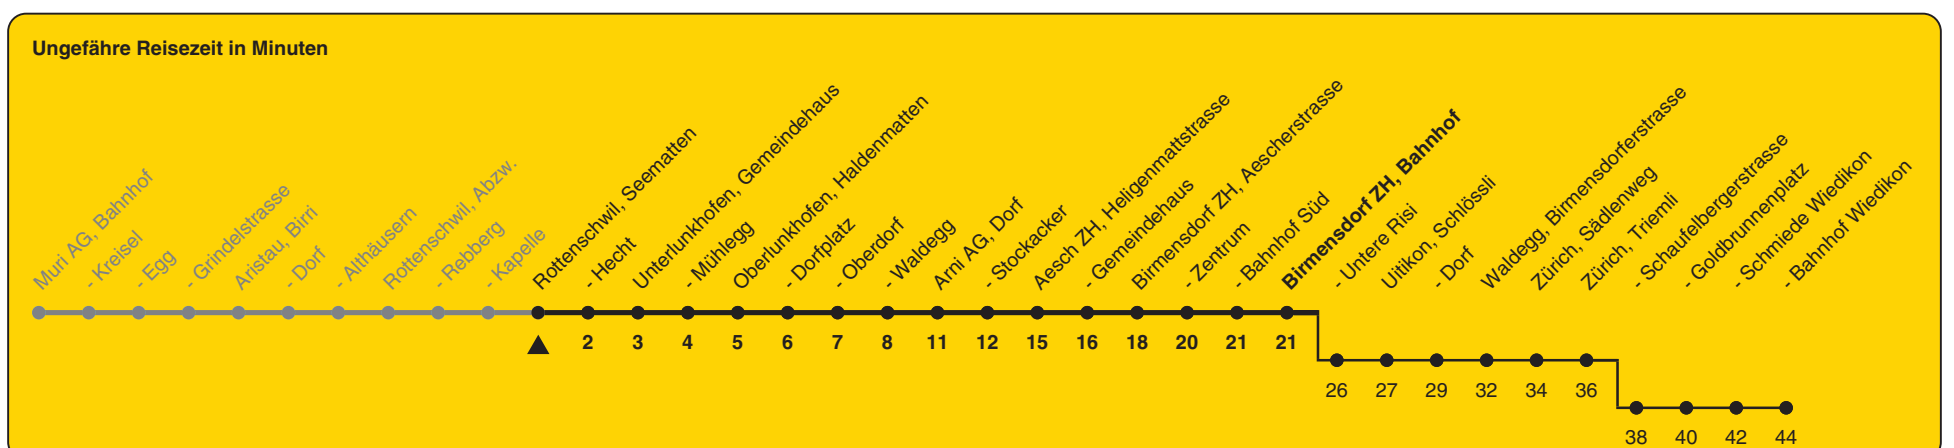 Ungefähre Reisezeit in Minuten
Muri AG, Bahnhof
- Kreisel
- Egg
- Grindelstrasse
Aristau, Birri
- Dorf
- Althäusern
Rottenschwil, Abzw.
- Rebberg
- Kapelle
Rottenschwil, Seematten
- Hecht
Unterlunkhofen, Gemeindehaus
- Mühlegg
Oberlunkhofen, Haldenmatten
- Dorfplatz
- Oberdorf
- Waldegg
Arni AG, Dorf
- Stockacker
Aesch ZH, Heligenmattstrasse
- Gemeindehaus
Birmensdorf ZH, Aescherstrasse
- Zentrum
- Bahnhof Süd
Birmensdorf ZH, Bahnhof
- Untere Risi
Uitikon, Schlössli
- Dorf
Waldegg, Birmensdorferstrasse
Zürich, Sädlenweg
Zürich, Triemli
- Schaufelbergerstrasse
- Goldbrunnenplatz
- Schmiede Wiedikon
- Bahnhof Wiedikon
2 3 4 5 6 7 8 11 12 15 16 18 20 21 21
26 27 29 32 34 36
38 40 42 44